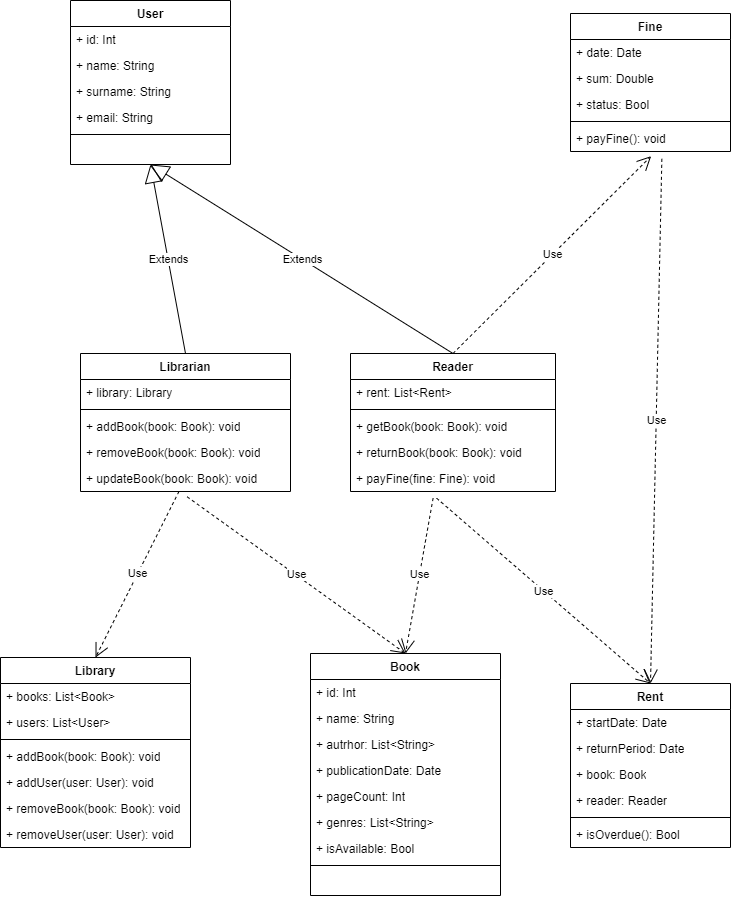 User
+ id: Int
+ name: String
+ surname: String
+ email: String
Fine
+ date: Date
+ sum: Double
+ status: Bool
+ payFine(): void
Extends
Extends
Use
Librarian
+ library: Library
+ addBook(book: Book): void
+ removeBook(book: Book): void
+ updateBook(book: Book): void
Reader
+ rent: List<Rent>
+ getBook(book: Book): void
+ returnBook(book: Book): void
+ payFine(fine: Fine): void
Use
Use
Use
Use
Use
Library
+ books: List<Book>
+ users: List<User>
+ addBook(book: Book): void
+ addUser(user: User): void
+ removeBook(book: Book): void
+ removeUser(user: User): void
Book
+ id: Int
+ name: String
+ autrhor: List<String>
+ publicationDate: Date
+ pageCount: Int
+ genres: List<String>
+ isAvailable: Bool
Rent
+ startDate: Date
+ returnPeriod: Date
+ book: Book
+ reader: Reader
+ isOverdue(): Bool